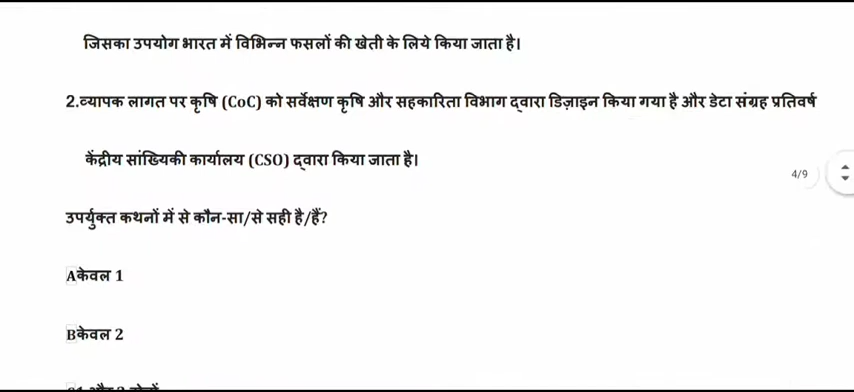 जिसका उपयोग भारत में विभिन्न फसलों की खेती के लिये किया जाता है।
2.व्यापक लागत पर कृषि (CoC) को सर्वेक्षण कृषि और सहकारिता विभाग द्वारा डिज़ाइन किया गया है और डेटा संग्रह प्रतिवर्ष
केंद्रीय सांख्यिकी कार्यालय (CSO) द्वारा किया जाता है।
4/9
उपर्युक्त कथनों में से कौन-सा/से सही है/हैं?
Aकेवल 1
Bकेवल 2